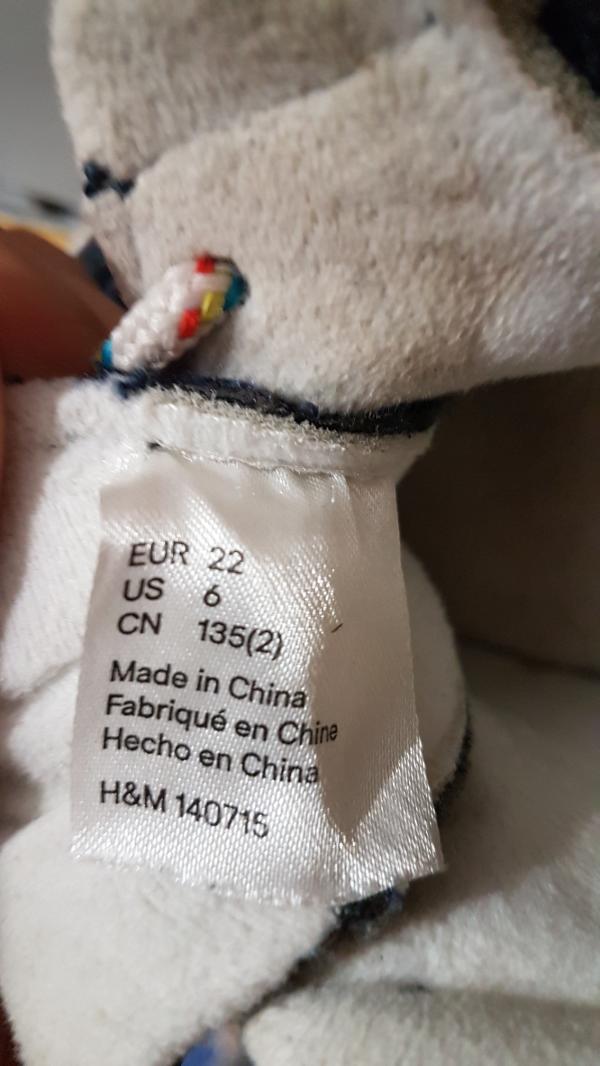 EUR 22
US 6
CN 135(2)
Made in China
Fabriqué en Chine
Hecho en China
H&M 140715